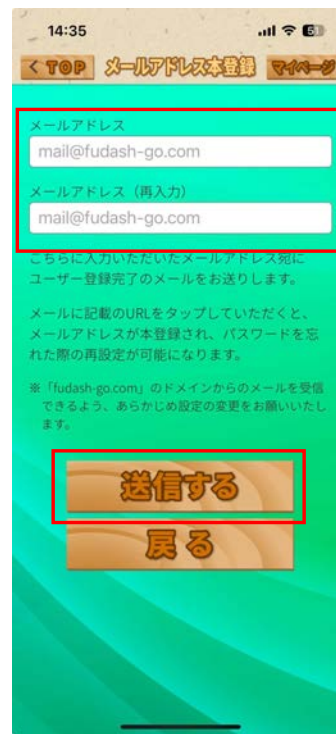 14:35
TOP メールアドレス本登録 マイページ
メールアドレス
mail@fudash-go.com
メールアドレス（再入力）
mail@fudash-go.com
こちらに入力いただいたメールアドレス宛に
ユーザー登録完了のメールをお送りします。
メールに記載のURLをタップしていただくと、
メールアドレスが本登録され、パスワードを忘
れた際の再設定が可能になります。
※「fudash-go.com」のドメインからのメールを受信
できるよう、あらかじめ設定の変更をお願いいたし
ます。
送信する
戻る